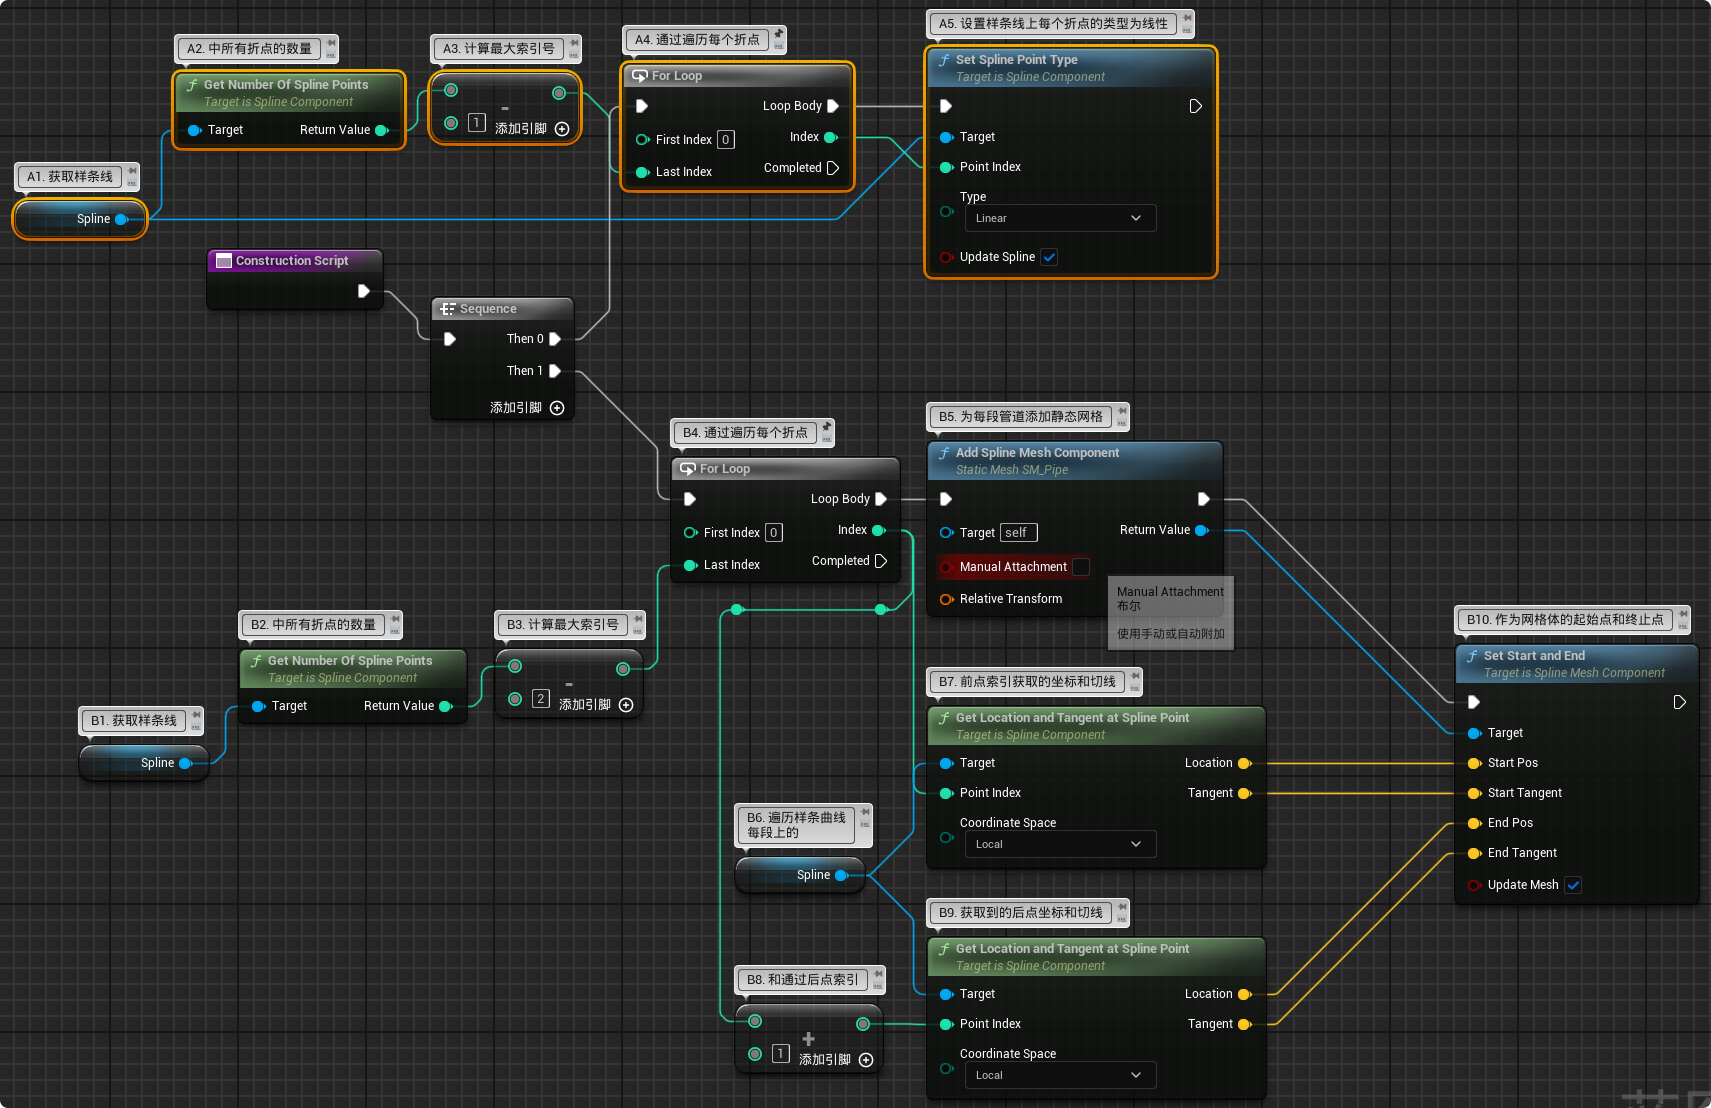 A1. 获取样条线
Spline
A2. 中所有折点的数量
Get Number Of Spline Points
Target is Spline Component
Target
Return Value
A3. 计算最大索引号
-
1
添加引脚
A4. 通过遍历每个折点
For Loop
Loop Body
First Index 0
Index
Last Index
Completed
A5. 设置样条线上每个折点的类型为线性
Set Spline Point Type
Target is Spline Component
Target
Point Index
Type
Linear
Update Spline
Construction Script
Sequence
Then 0
Then 1
添加引脚
B1. 获取样条线
Spline
B2. 中所有折点的数量
Get Number Of Spline Points
Target is Spline Component
Target
Return Value
B3. 计算最大索引号
-
2
添加引脚
B4. 通过遍历每个折点
For Loop
Loop Body
First Index 0
Index
Last Index
Completed
B5. 为每段管道添加静态网格
Add Spline Mesh Component
Static Mesh SM_Pipe
Target self
Return Value
Manual Attachment
Relative Transform
Manual Attachment
布尔
使用手动或自动附加
B6. 遍历样条曲线
每段上的
Spline
B7. 前点索引获取的坐标和切线
Get Location and Tangent at Spline Point
Target is Spline Component
Target
Location
Point Index
Tangent
Coordinate Space
Local
B8. 和通过后点索引
+
1
添加引脚
B9. 获取到的后点坐标和切线
Get Location and Tangent at Spline Point
Target is Spline Component
Target
Location
Point Index
Tangent
Coordinate Space
Local
B10. 作为网格体的起始点和终止点
Set Start and End
Target is Spline Mesh Component
Target
Start Pos
Start Tangent
End Pos
End Tangent
Update Mesh